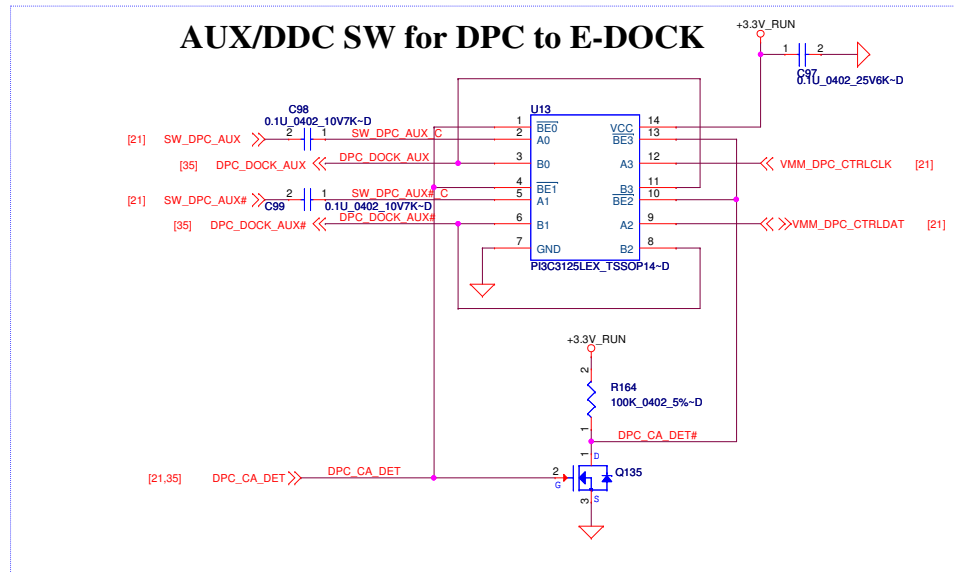 AUX/DDC SW for DPC to E-DOCK
+3.3V_RUN
1 2
C97
0.1U_0402_25V6K~D
C98
0.1U_0402_10V7K~D
U13
[21] SW_DPC_AUX 2 1 SW_DPC_AUX_C
1 BE0 VCC 14
2 A0 BE3 13
[35] DPC_DOCK_AUX DPC_DOCK_AUX 3 B0 A3 12 VMM_DPC_CTRLCLK [21]
4 BE1 B3 11
[21] SW_DPC_AUX# 2 1 SW_DPC_AUX#_C 5 A1 BE2 10
C99 0.1U_0402_10V7K~D
[35] DPC_DOCK_AUX# DPC_DOCK_AUX# 6 B1 A2 9 VMM_DPC_CTRLDAT [21]
7 GND B2 8
PI3C3125LEX_TSSOP14~D
+3.3V_RUN
2
R164
100K_0402_5%~D
1
DPC_CA_DET#
1 D
[21,35] DPC_CA_DET DPC_CA_DET 2 G Q135
3 S